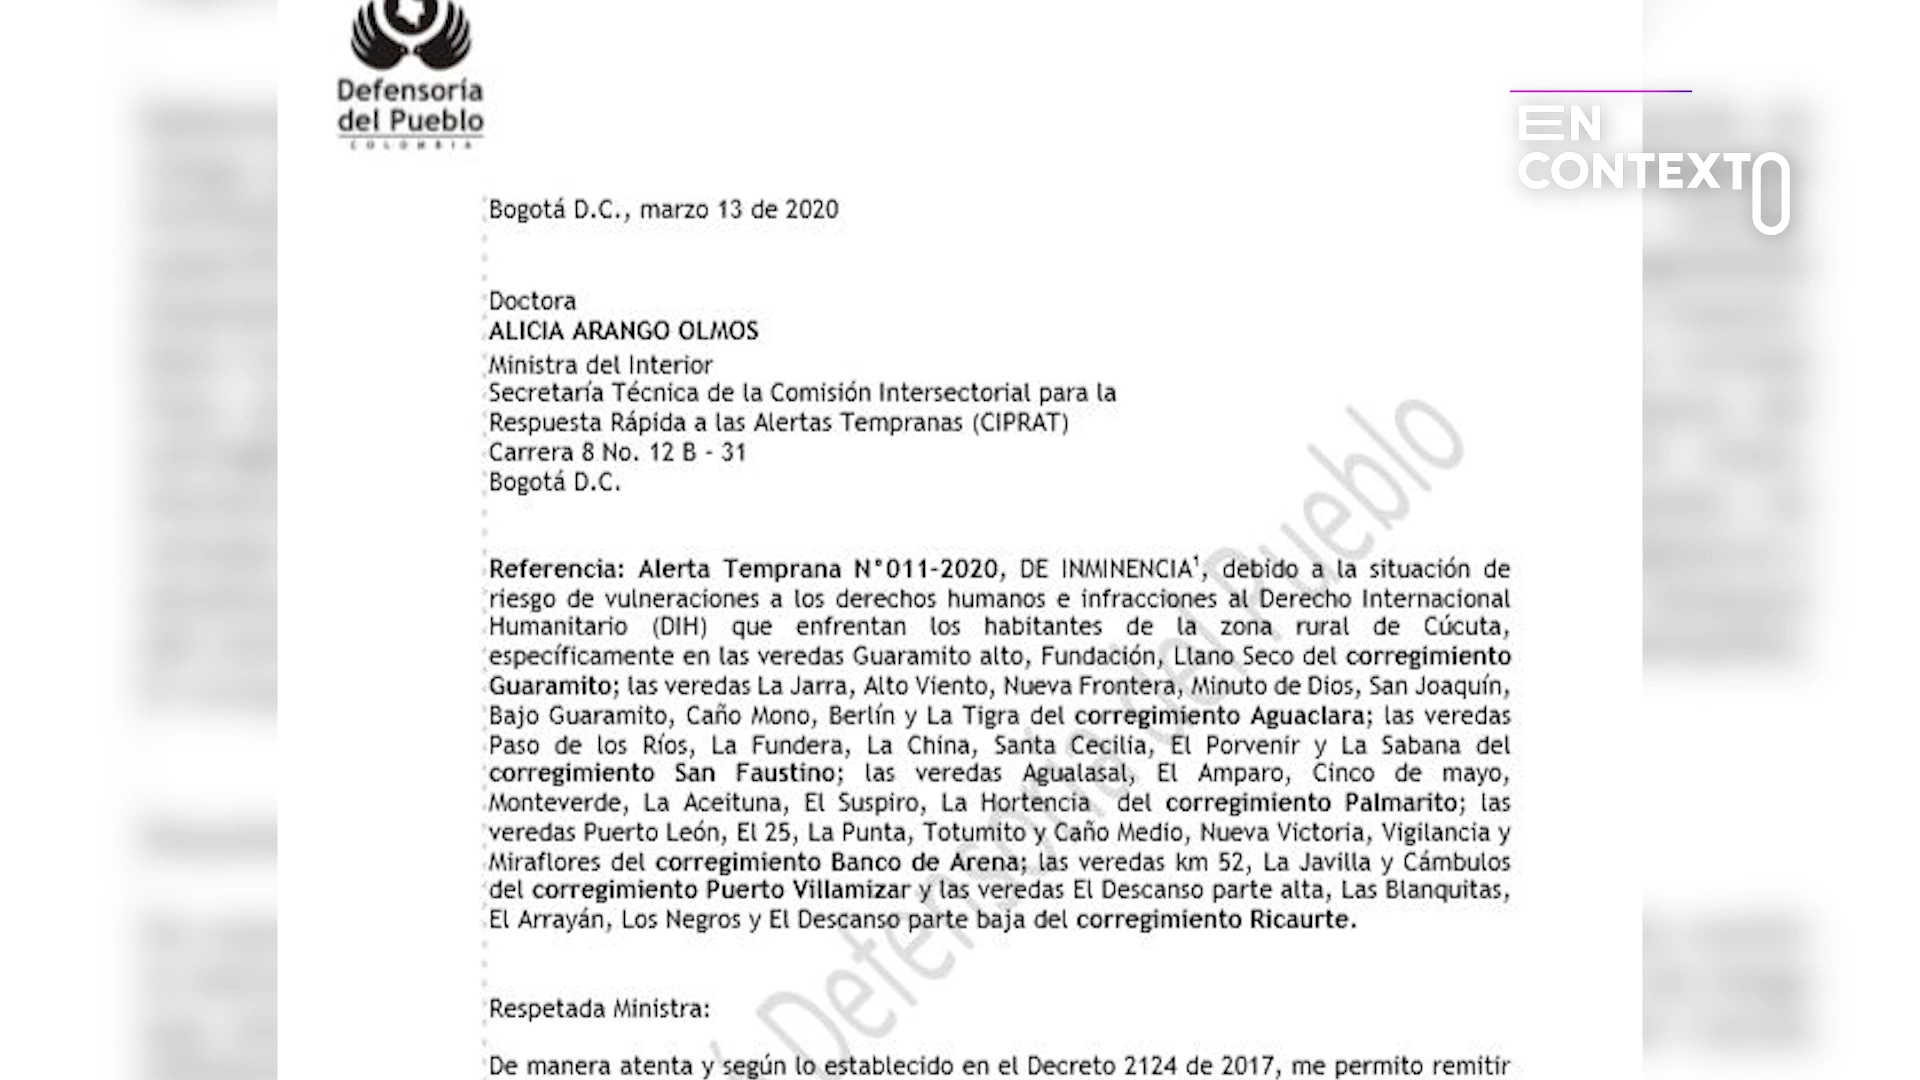 Defensoría
del Pueblo
COLOMBIA
EN
CONTEXTO
Bogotá D.C., marzo 13 de 2020
Doctora
ALICIA ARANGO OLMOS
Ministra del Interior
Secretaría Técnica de la Comisión Intersectorial para la
Respuesta Rápida a las Alertas Tempranas (CIPRAT)
Carrera 8 No. 12 B - 31
Bogotá D.C.
Referencia: Alerta Temprana N°011-2020, DE INMINENCIA¹, debido a la situación de
riesgo de vulneraciones a los derechos humanos e infracciones al Derecho Internacional
Humanitario (DIH) que enfrentan los habitantes de la zona rural de Cúcuta,
específicamente en las veredas Guaramito alto, Fundación, Llano Seco del corregimiento
Guaramito; las veredas La Jarra, Alto Viento, Nueva Frontera, Minuto de Dios, San Joaquín,
Bajo Guaramito, Caño Mono, Berlín y La Tigra del corregimiento Aguaclara; las veredas
Paso de los Ríos, La Fundera, La China, Santa Cecilia, El Porvenir y La Sabana del
corregimiento San Faustino; las veredas Agualasal, El Amparo, Cinco de mayo,
Monteverde, La Aceituna, El Suspiro, La Hortencia del corregimiento Palmarito; las
veredas Puerto León, El 25, La Punta, Totumito y Caño Medio, Nueva Victoria, Vigilancia y
Miraflores del corregimiento Banco de Arena; las veredas km 52, La Javilla y Cámbulos
del corregimiento Puerto Villamizar y las veredas El Descanso parte alta, Las Blanquitas,
El Arrayán, Los Negros y El Descanso parte baja del corregimiento Ricaurte.
Respetada Ministra:
De manera atenta y según lo establecido en el Decreto 2124 de 2017, me permito remitir
Defensoría del Pueblo